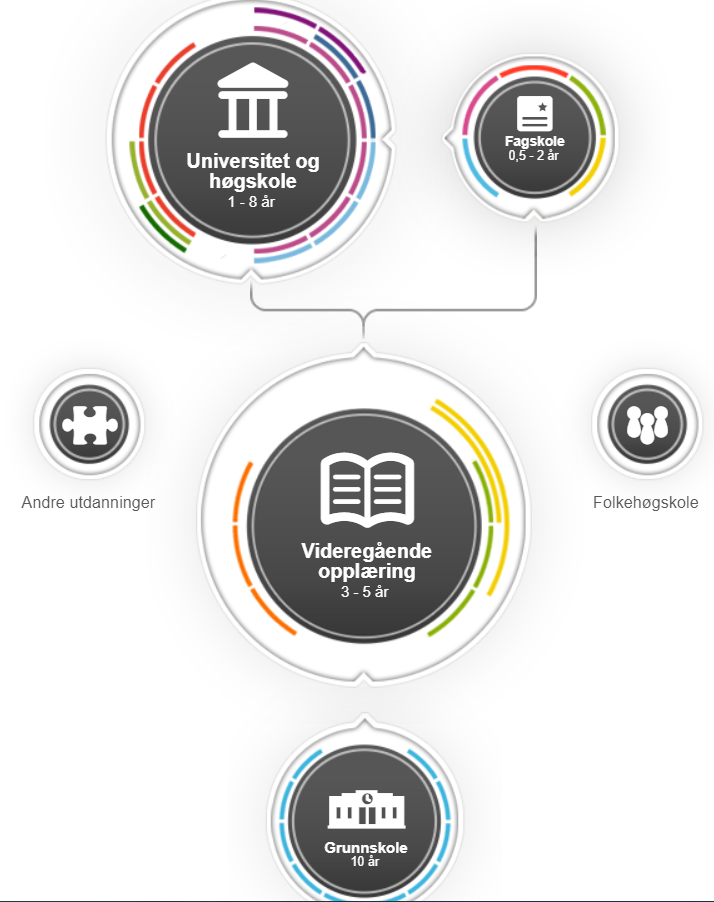 Universitet og
høgskole
1 - 8 år
Fagskole
0,5 - 2 år
Andre utdanninger
Folkehøgskole
Videregående
opplæring
3 - 5 år
Grunnskole
10 år